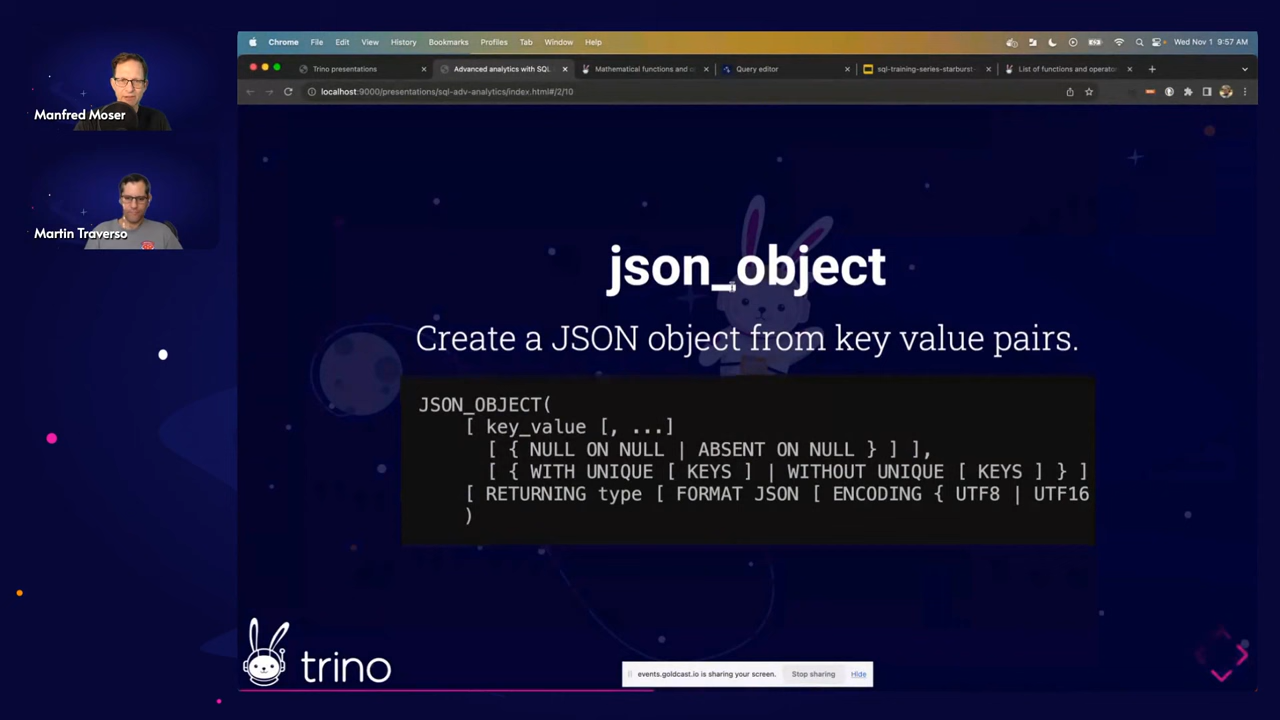 Manfred Moser
Martin Traverso
Chrome File Edit View History Bookmarks Profiles Tab Window Help
Wed Nov 1 9:57 AM
Trino presentations
Advanced analytics with SQL
Mathematical functions and o
Query editor
sql-training-series-starburst
List of functions and operato
localhost:9000/presentations/sql-adv-analytics/index.html#/2/10
json_object
Create a JSON object from key value pairs.
JSON_OBJECT(
[ key_value [, ...]
[ { NULL ON NULL | ABSENT ON NULL } ] ],
[ { WITH UNIQUE [ KEYS ] | WITHOUT UNIQUE [ KEYS ] } ]
[ RETURNING type [ FORMAT JSON [ ENCODING { UTF8 | UTF16
)
trino
events.goldcast.io is sharing your screen.
Stop sharing
Hide